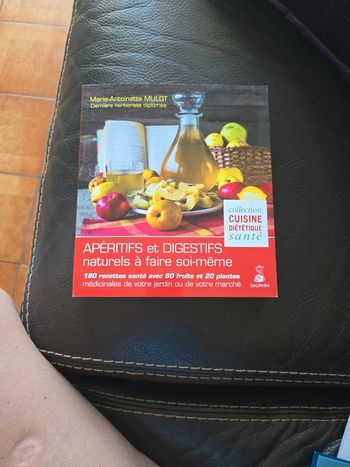 Marie-Antoinette MULOT
Dernière herboriste diplômée
collection
CUISINE
DIÉTÉTIQUE
santé
APÉRITIFS et DIGESTIFS
naturels à faire soi-même
180 recettes santé avec 80 fruits et 20 plantes
médicinales de votre jardin ou de votre marché
DAUPHIN